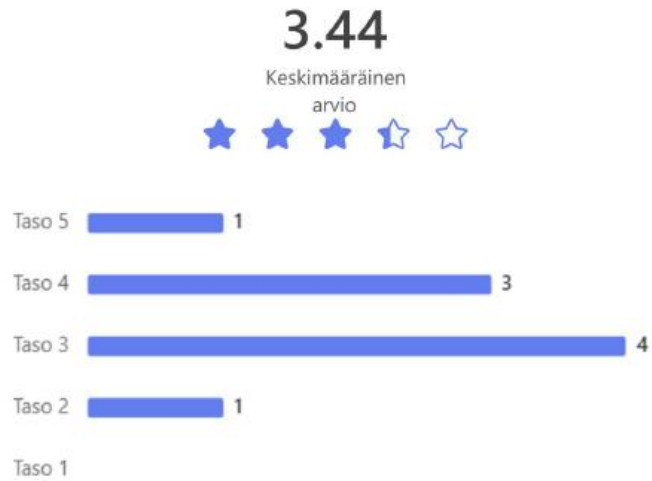 3.44
Keskimääräinen
arvio
Taso 5 1
Taso 4 3
Taso 3 4
Taso 2 1
Taso 1